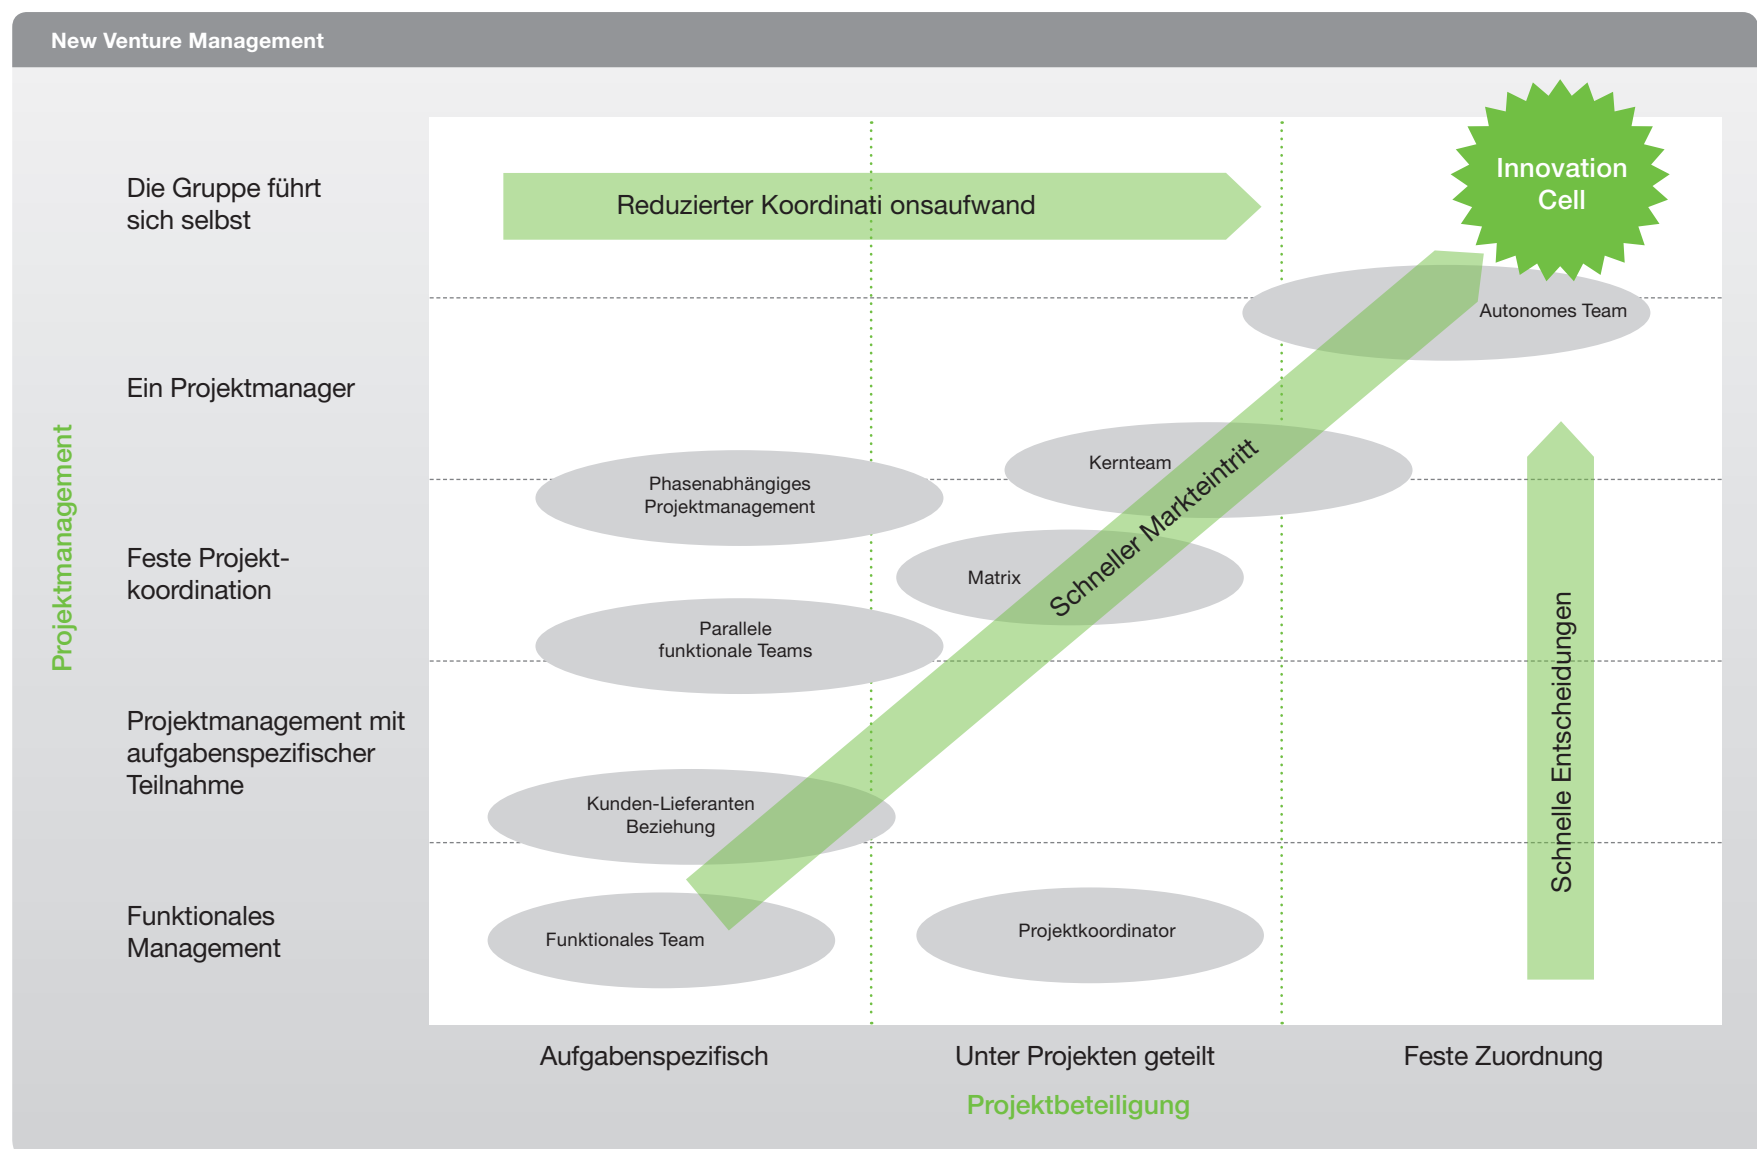 New Venture Management
Innovation
Cell
Die Gruppe führt
sich selbst
Reduzierter Koordinati onsaufwand
Autonomes Team
Ein Projektmanager
Projektmanagement
Kernteam
Phasenabhängiges
Projektmanagement
Schneller Markteintritt
Feste Projekt-
koordination
Matrix
Parallele
funktionale Teams
Schnelle Entscheidungen
Projektmanagement mit
aufgabenspezifischer
Teilnahme
Kunden-Lieferanten
Beziehung
Funktionales
Management
Funktionales Team
Projektkoordinator
Aufgabenspezifisch
Unter Projekten geteilt
Feste Zuordnung
Projektbeteiligung